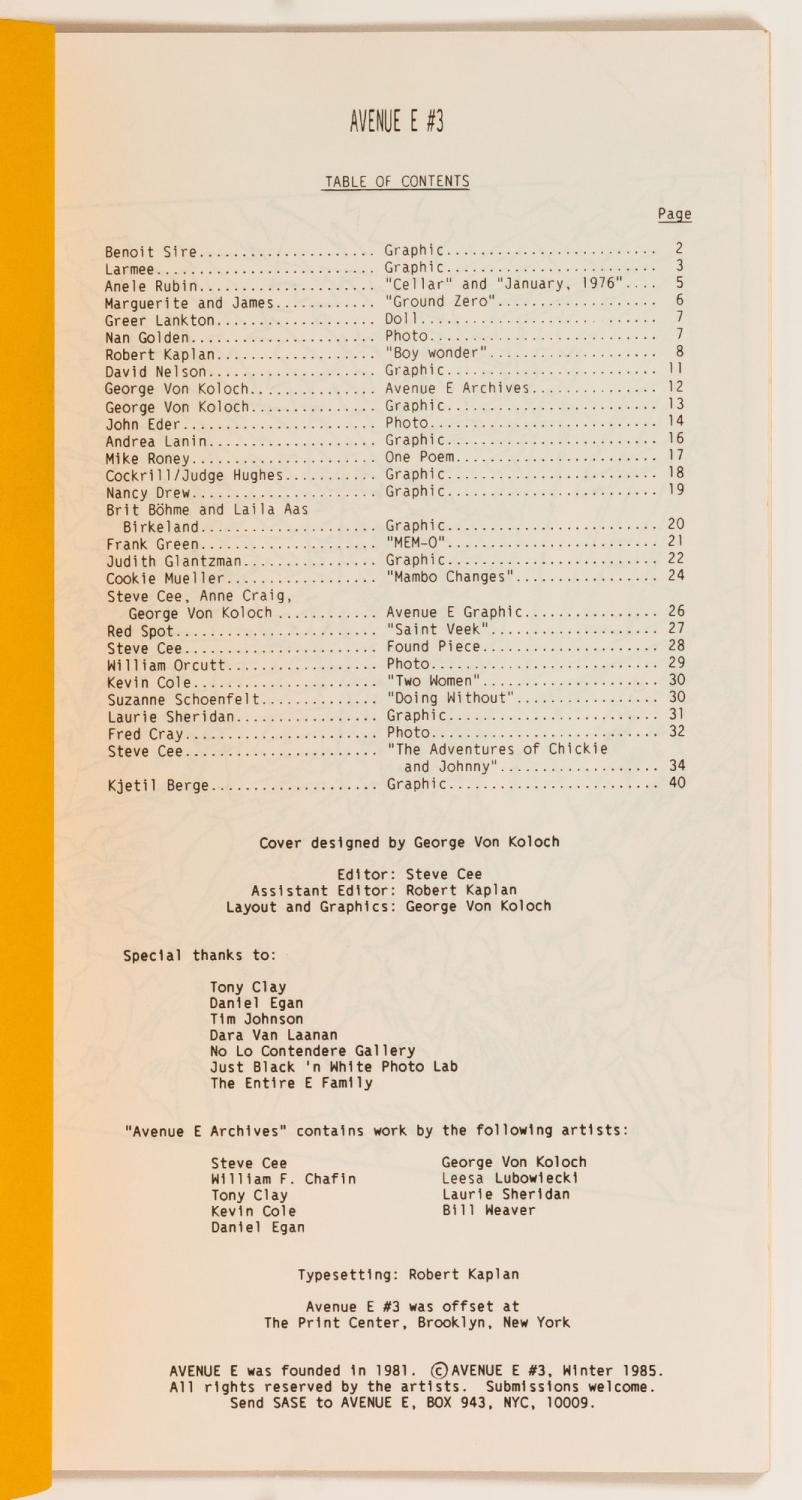 AVENUE E #3
TABLE OF CONTENTS
Page
Benoit Sire..................... Graphic......................... 2
Larmee.......................... Graphic......................... 3
Anele Rubin..................... "Cellar" and "January, 1976".... 5
Marguerite and James............ "Ground Zero"................... 6
Greer Lankton................... Doll............................ 7
Nan Golden...................... Photo........................... 7
Robert Kaplan................... "Boy wonder".................... 8
David Nelson.................... Graphic......................... 11
George Von Koloch............... Avenue E Archives............... 12
George Von Koloch............... Graphic......................... 13
John Eder....................... Photo........................... 14
Andrea Lanin.................... Graphic......................... 16
Mike Roney...................... One Poem........................ 17
Cockrill/Judge Hughes........... Graphic......................... 18
Nancy Drew...................... Graphic......................... 19
Brit Böhme and Laila Aas
Birkeland..................... Graphic......................... 20
Frank Green..................... "MEM-O"......................... 21
Judith Glantzman................ Graphic......................... 22
Cookie Mueller.................. "Mambo Changes"................. 24
Steve Cee, Anne Craig,
George Von Koloch ............ Avenue E Graphic................ 26
Red Spot........................ "Saint Veek".................... 27
Steve Cee....................... Found Piece..................... 28
William Orcutt.................. Photo........................... 29
Kevin Cole...................... "Two Women"..................... 30
Suzanne Schoenfelt.............. "Doing Without"................. 30
Laurie Sheridan................. Graphic......................... 31
Fred Cray....................... Photo........................... 32
Steve Cee....................... "The Adventures of Chickie
and Johnny"................... 34
Kjetil Berge.................... Graphic......................... 40
Cover designed by George Von Koloch
Editor: Steve Cee
Assistant Editor: Robert Kaplan
Layout and Graphics: George Von Koloch
Special thanks to:
Tony Clay
Daniel Egan
Tim Johnson
Dara Van Laanan
No Lo Contendere Gallery
Just Black 'n White Photo Lab
The Entire E Family
"Avenue E Archives" contains work by the following artists:
Steve Cee
William F. Chafin
Tony Clay
Kevin Cole
Daniel Egan
George Von Koloch
Leesa Lubowiecki
Laurie Sheridan
Bill Weaver
Typesetting: Robert Kaplan
Avenue E #3 was offset at
The Print Center, Brooklyn, New York
AVENUE E was founded in 1981. ©AVENUE E #3, Winter 1985.
All rights reserved by the artists. Submissions welcome.
Send SASE to AVENUE E, BOX 943, NYC, 10009.